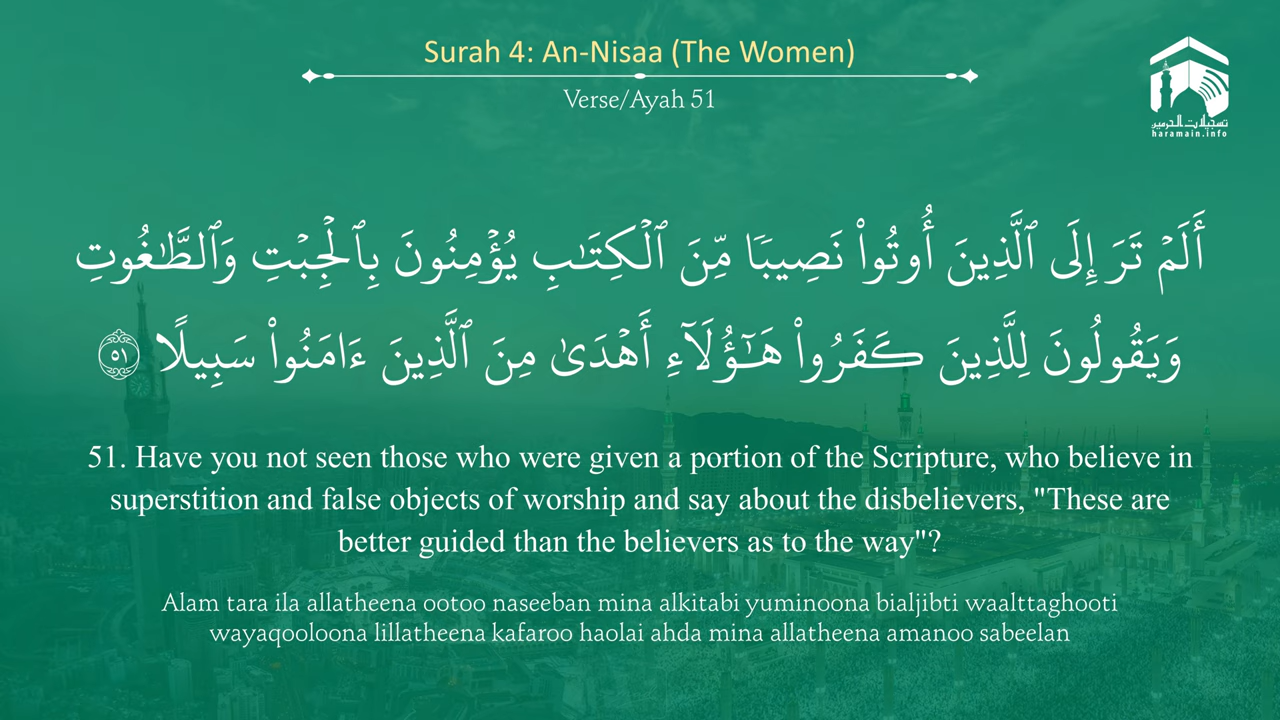 Surah 4: An-Nisaa (The Women)
Verse/Ayah 51
تسجيلات الحرمين
haramain.info
أَلَمۡ تَرَ إِلَى ٱلَّذِينَ أُوتُواْ نَصِيبٗا مِّنَ ٱلۡكِتَٰبِ يُؤۡمِنُونَ بِٱلۡجِبۡتِ وَٱلطَّٰغُوتِ
وَيَقُولُونَ لِلَّذِينَ كَفَرُواْ هَٰٓؤُلَآءِ أَهۡدَىٰ مِنَ ٱلَّذِينَ ءَامَنُواْ سَبِيلًا ٥١
51. Have you not seen those who were given a portion of the Scripture, who believe in
superstition and false objects of worship and say about the disbelievers, "These are
better guided than the believers as to the way"?
Alam tara ila allatheena ootoo naseeban mina alkitabi yuminoona bialjibti waalttaghooti
wayaqooloona lillatheena kafaroo haolai ahda mina allatheena amanoo sabeelan